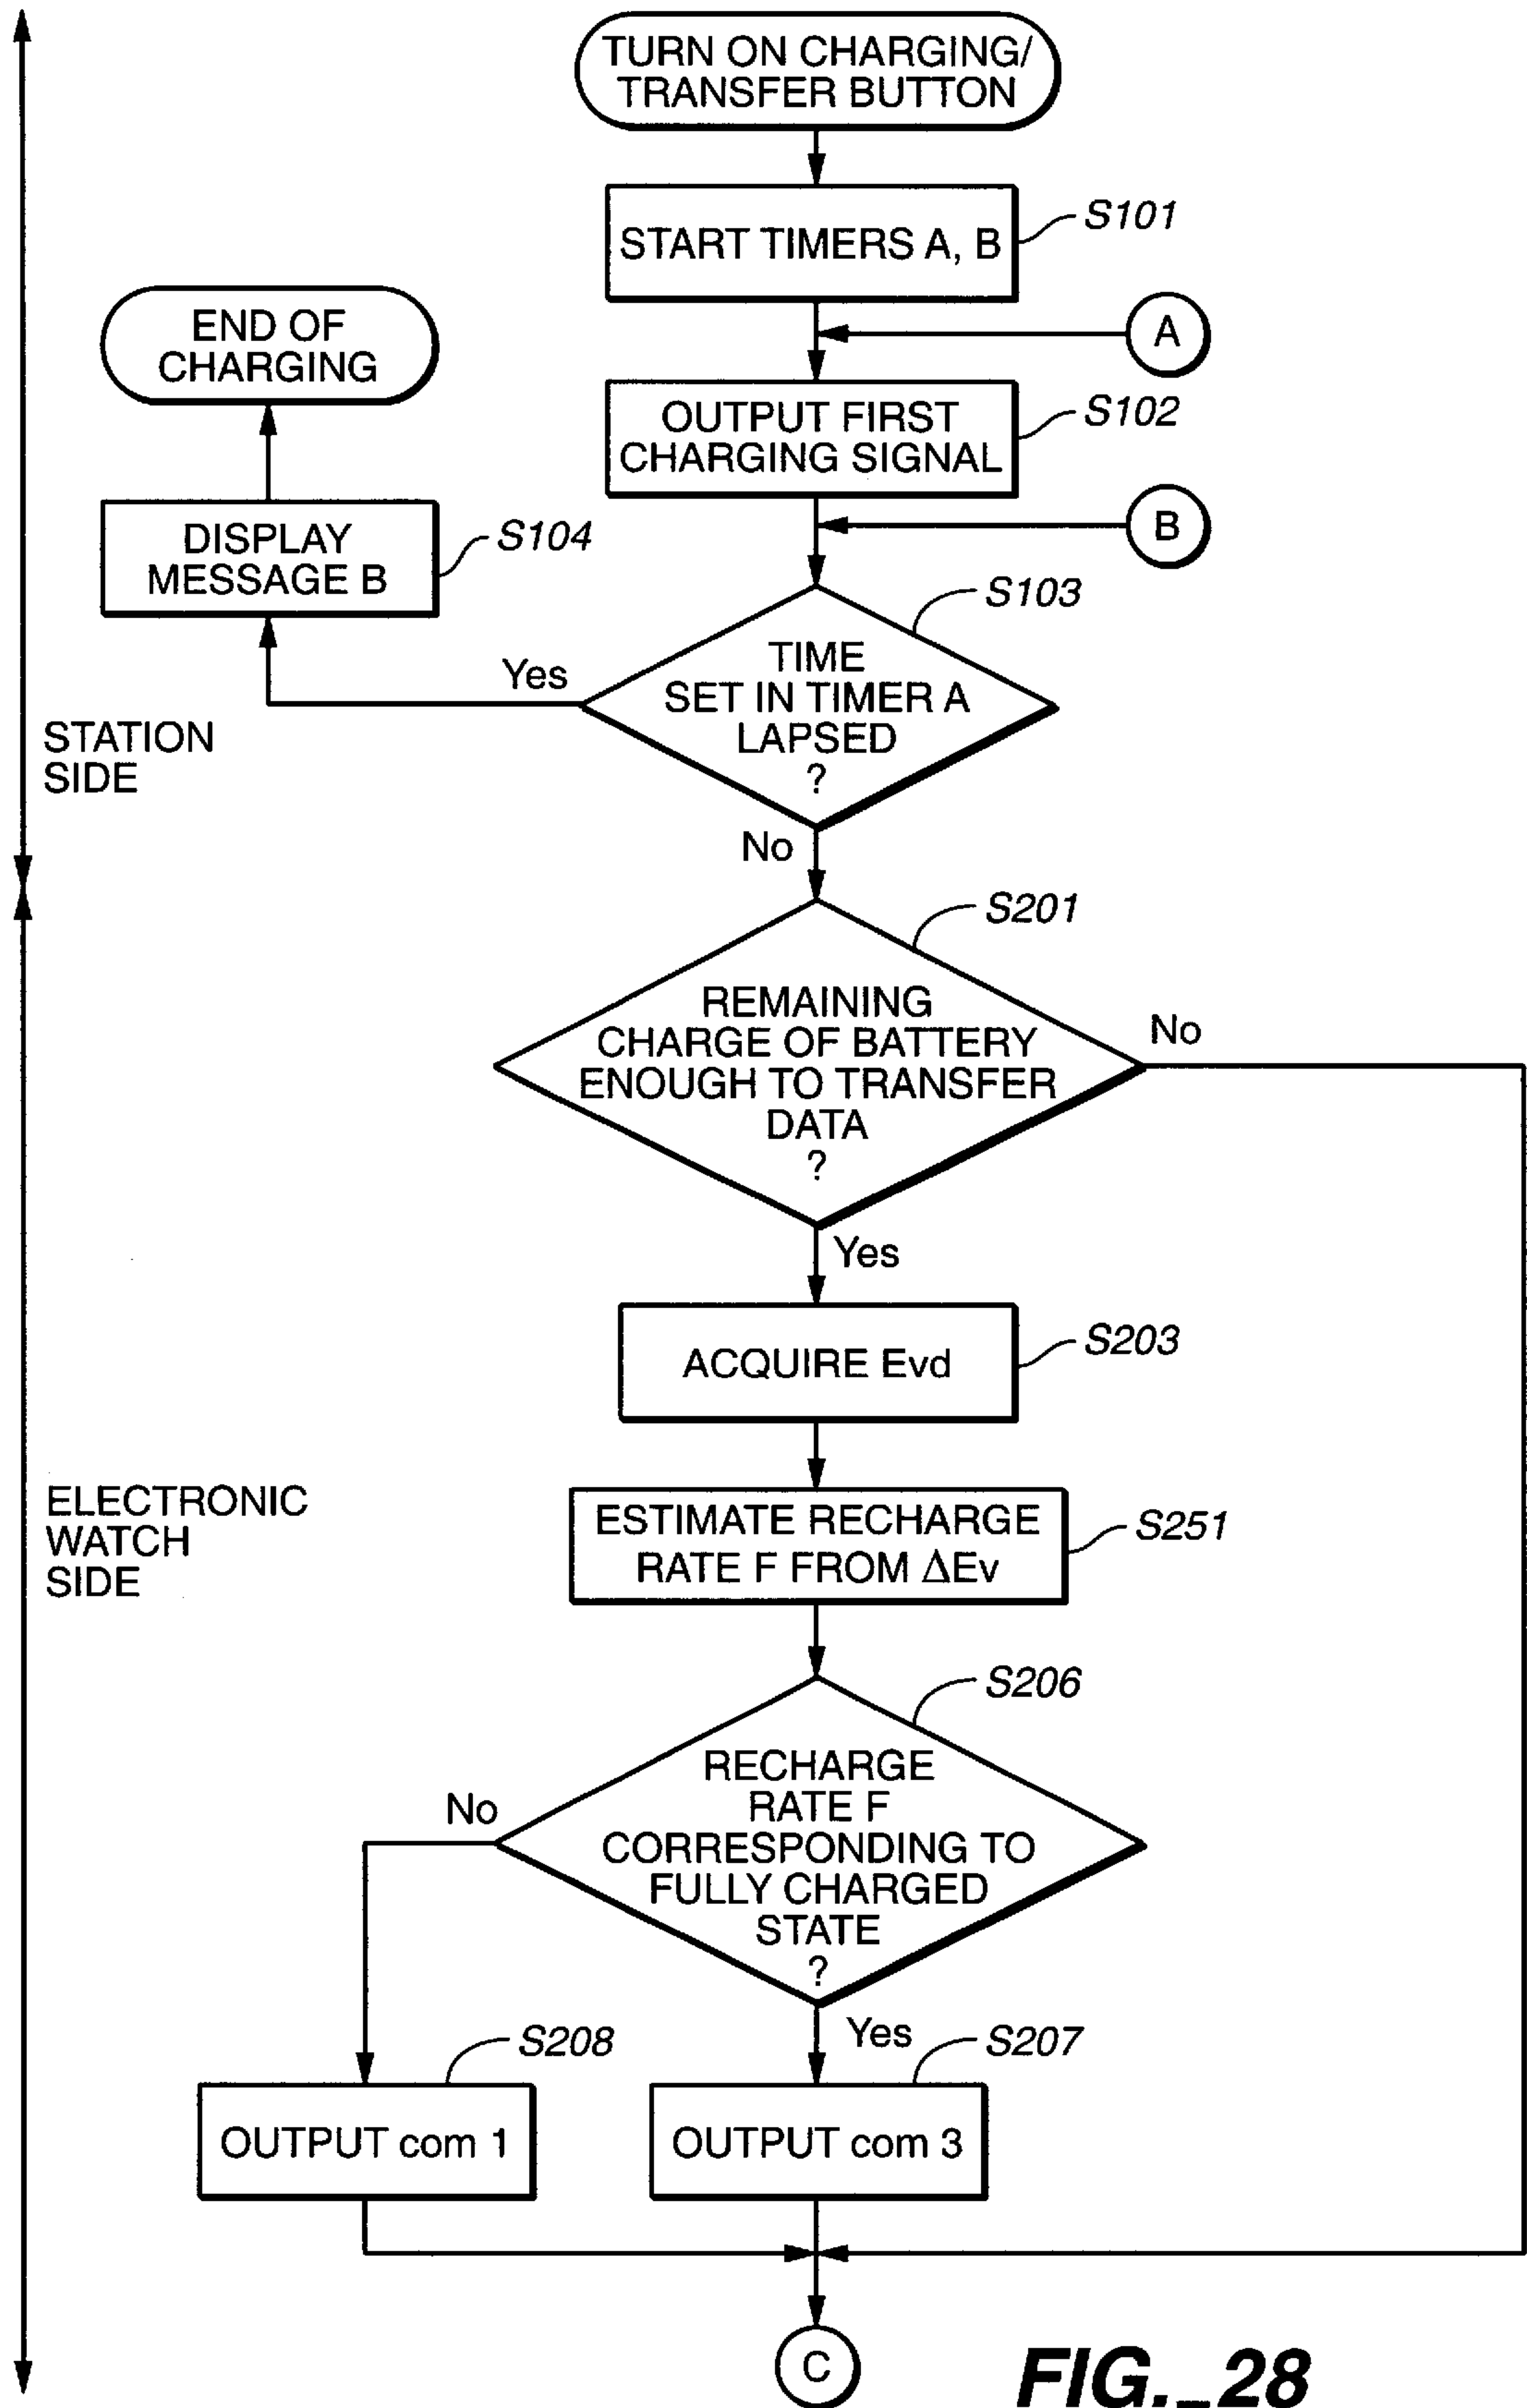 TURN ON CHARGING/
TRANSFER BUTTON
START TIMERS A, B
S101
A
END OF
CHARGING
OUTPUT FIRST
CHARGING SIGNAL
S102
B
DISPLAY
MESSAGE B
S104
S103
TIME
SET IN TIMER A
LAPSED
?
Yes
No
STATION
SIDE
S201
REMAINING
CHARGE OF BATTERY
ENOUGH TO TRANSFER
DATA
?
No
Yes
ACQUIRE Evd
S203
ELECTRONIC
WATCH
SIDE
ESTIMATE RECHARGE
RATE F FROM ΔEv
S251
S206
RECHARGE
RATE F
CORRESPONDING TO
FULLY CHARGED
STATE
?
No
Yes
S208
S207
OUTPUT com 1
OUTPUT com 3
C
FIG._28